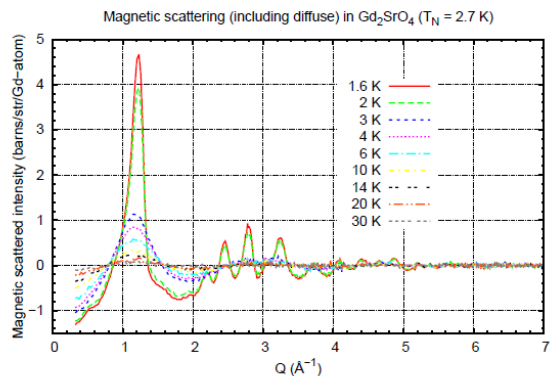 Magnetic scattering (including diffuse) in Gd₂SrO₄ (T_N = 2.7 K)
Magnetic scattered intensity (barns/str/Gd−atom)
5
4
3
2
1
0
−1
1.6 K
2 K
3 K
4 K
6 K
10 K
14 K
20 K
30 K
0 1 2 3 4 5 6 7
Q (Å⁻¹)